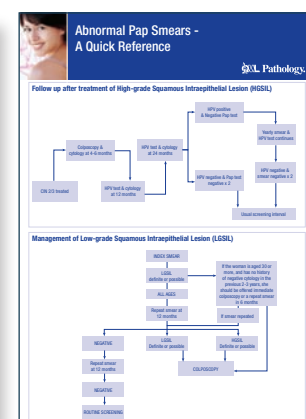 Abnormal Pap Smears -
A Quick Reference
QML Pathology.
Follow up after treatment of High-grade Squamous Intraepithelial Lesion (HGSIL)
HPV positive
& Negative Pap test
Colposcopy &
cytology at 4-6 months
HPV test & cytology
at 24 months
Yearly smear &
HPV test continues
CIN 2/3 treated
HPV test & cytology
at 12 months
HPV negative & Pap test
negative x 2
HPV negative &
smear negative x 2
Usual screening interval
Management of Low-grade Squamous Intraepithelial Lesion (LGSIL)
INDEX SMEAR
LGSIL
definite or possible
If the woman is aged 30 or
more, and has no history
of negative cytology in the
previous 2-3 years, she
should be offered immediate
colposcopy or a repeat smear
in 6 months
ALL AGES
Repeat smear at
12 months
If smear repeated
NEGATIVE
LGSIL
Definite or possible
HGSIL
Definite or possible
Repeat smear
at 12 months
COLPOSCOPY
NEGATIVE
ROUTINE SCREENING